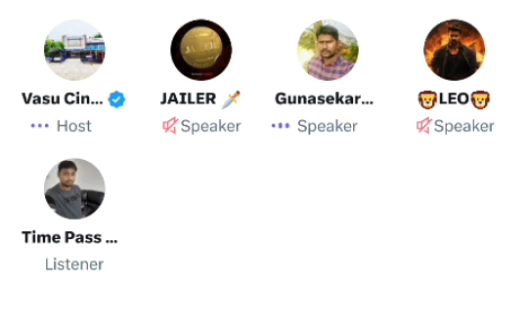 Vasu Cin...
JAILER
Gunasekar...
LEO
Host
Speaker
Speaker
Speaker
Time Pass ...
Listener